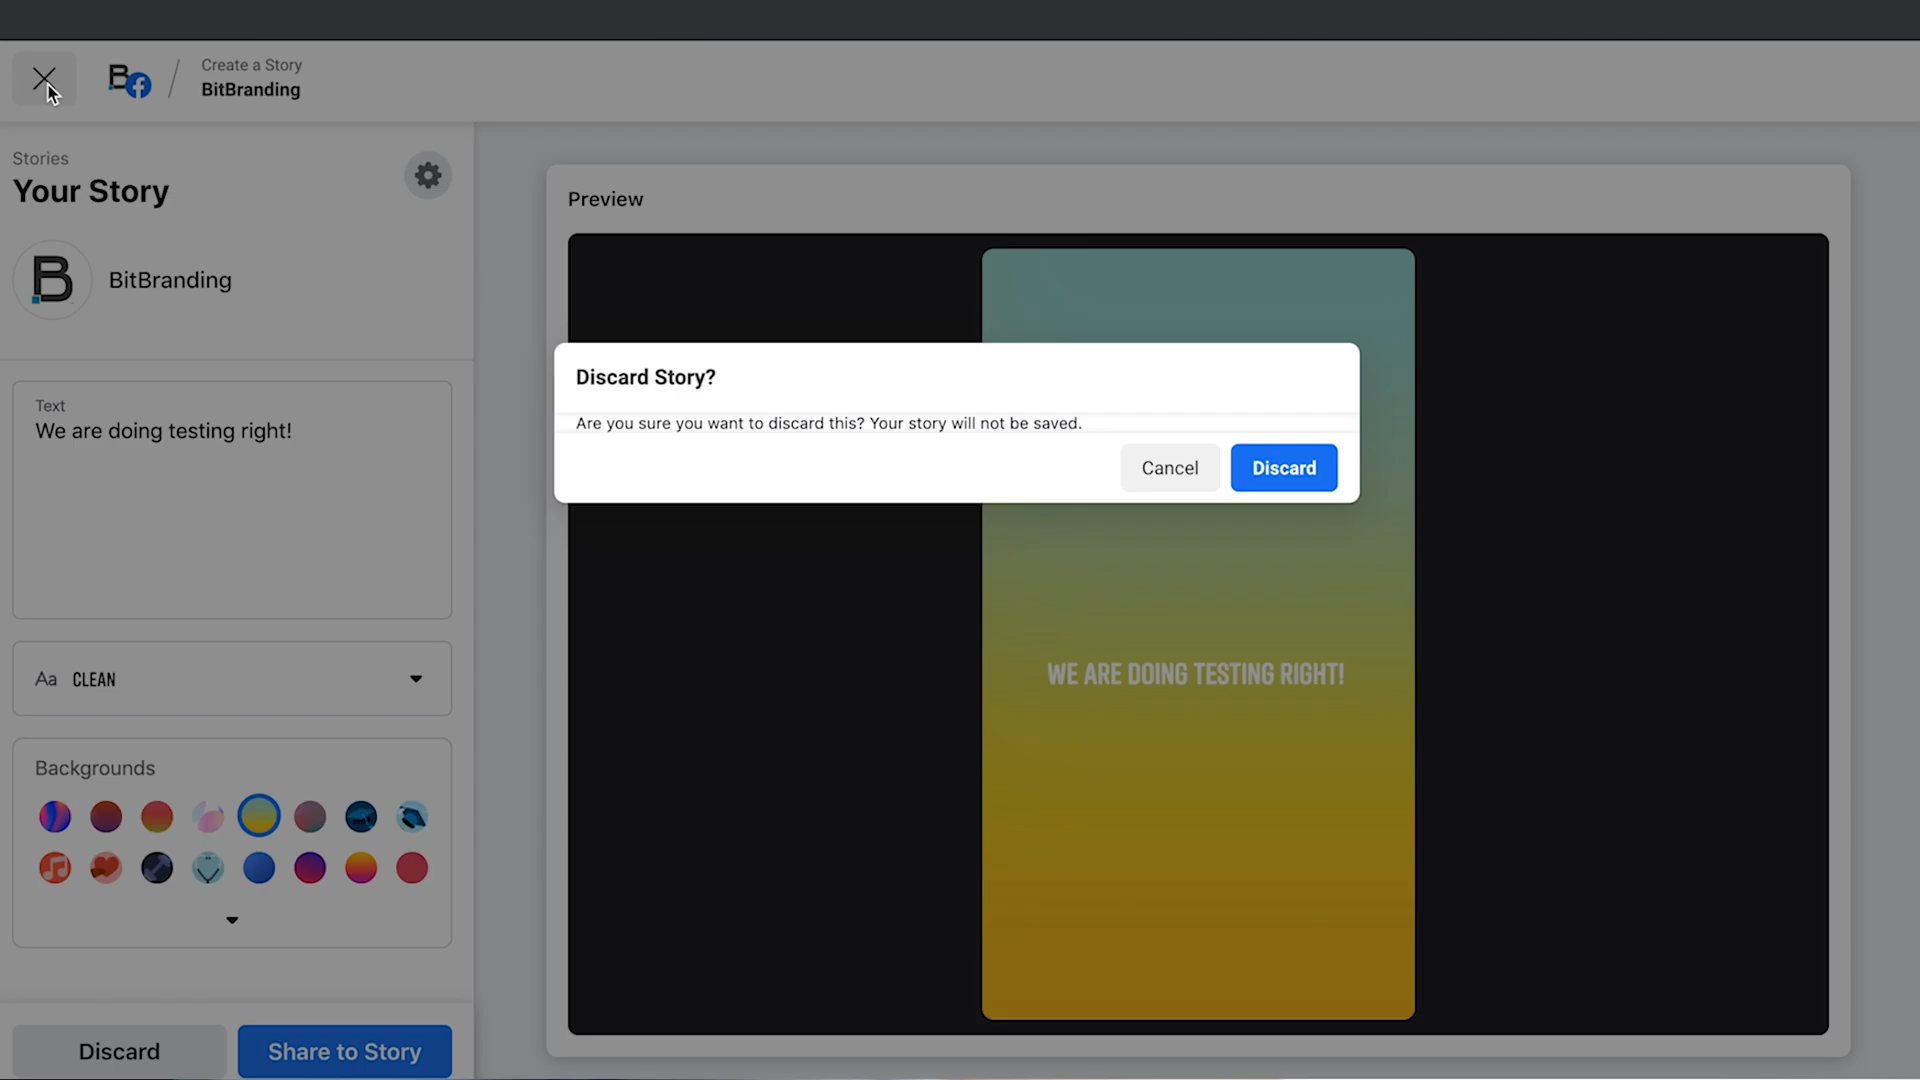 Create a Story
BitBranding
Stories
Your Story
BitBranding
Text
We are doing testing right!
Aa CLEAN
Backgrounds
Discard
Share to Story
Preview
Discard Story?
Are you sure you want to discard this? Your story will not be saved.
Cancel
Discard
WE ARE DOING TESTING RIGHT!